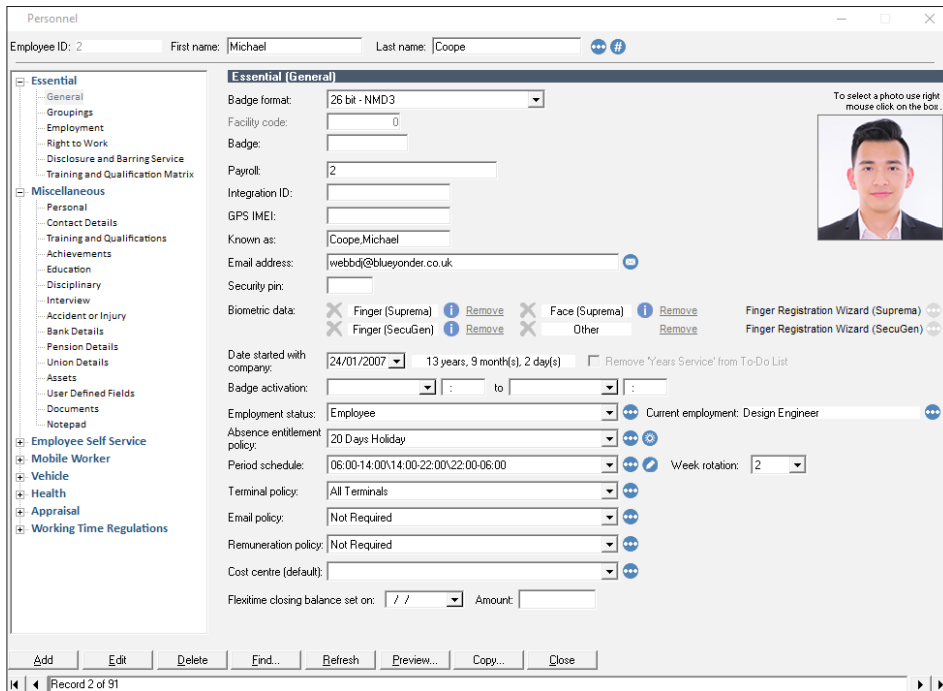 Personnel
Employee ID: 2 First name: Michael Last name: Coope
Essential
General
Groupings
Employment
Right to Work
Disclosure and Barring Service
Training and Qualification Matrix
Miscellaneous
Personal
Contact Details
Training and Qualifications
Achievements
Education
Disciplinary
Interview
Accident or Injury
Bank Details
Pension Details
Union Details
Assets
User Defined Fields
Documents
Notepad
Employee Self Service
Mobile Worker
Vehicle
Health
Appraisal
Working Time Regulations
Essential (General)
Badge format: 26 bit - NMD3
Facility code: 0
Badge:
Payroll: 2
Integration ID:
GPS IMEI:
Known as: Coope,Michael
Email address: webbdj@blueyonder.co.uk
Security pin:
To select a photo use right
mouse click on the box.
Biometric data: Finger (Suprema) Remove Face (Suprema) Remove Finger Registration Wizard (Suprema)
Finger (SecuGen) Remove Other Remove Finger Registration Wizard (SecuGen)
Date started with
company: 24/01/2007 13 years, 9 month(s), 2 day(s) Remove 'Years Service' from To-Do List
Badge activation: : to :
Employment status: Employee Current employment: Design Engineer
Absence entitlement
policy: 20 Days Holiday
Period schedule: 06:00-14:00\14:00-22:00\22:00-06:00 Week rotation: 2
Terminal policy: All Terminals
Email policy: Not Required
Remuneration policy: Not Required
Cost centre (default):
Flexitime closing balance set on: / / Amount:
Add Edit Delete Find... Refresh Preview... Copy... Close
Record 2 of 91